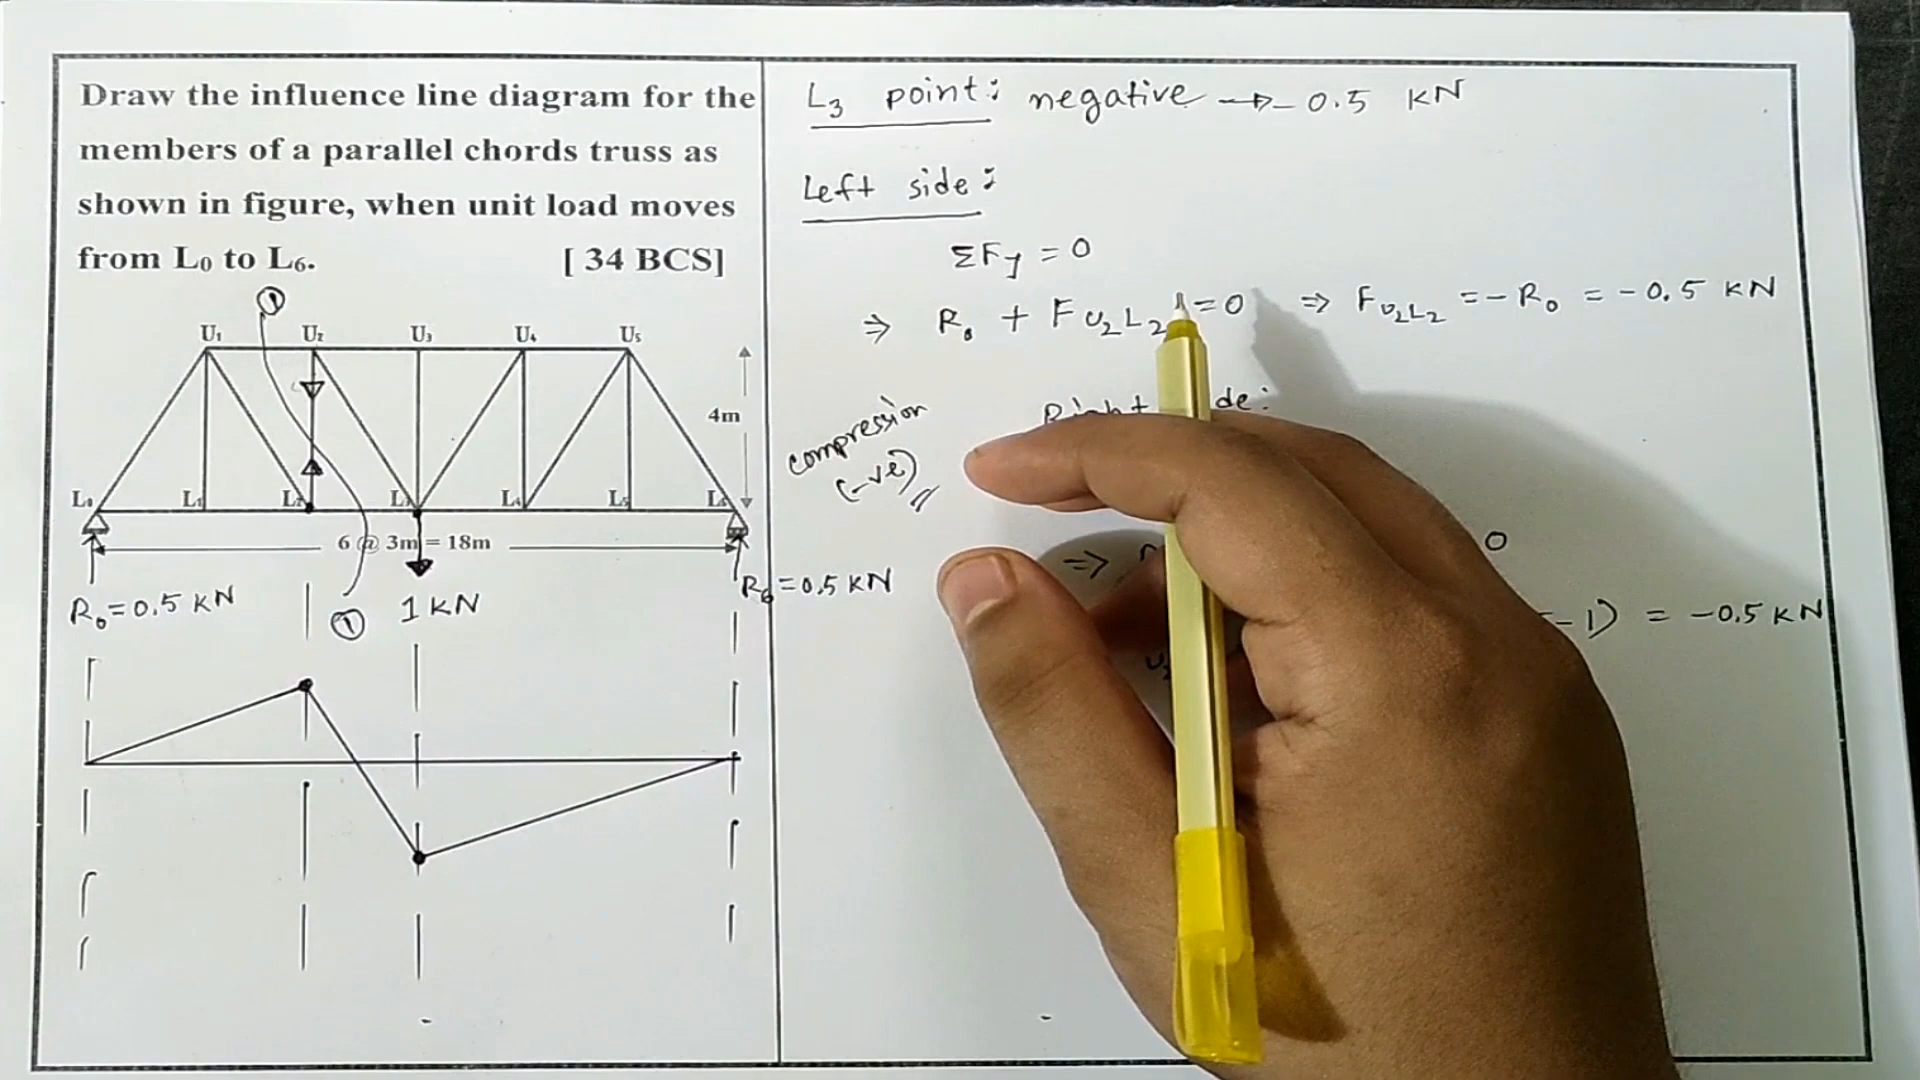 Draw the influence line diagram for the
members of a parallel chords truss as
shown in figure, when unit load moves
from L₀ to L₆. [ 34 BCS]
①
U₁ U₂ U₃ U₄ U₅
4m
L₀ L₁ L₂ L₃ L₄ L₅ L₆
6 @ 3m = 18m
R₀ = 0.5 KN
①
1 KN
R₆ = 0.5 KN
L₃ point: negative → - 0.5 KN
Left side:
ΣFy = 0
⇒ R₀ + F U₂L₂ = 0 ⇒ F U₂L₂ = - R₀ = - 0.5 KN
compression
(-ve)
Right
⇒ 0
- 1) = -0.5 KN